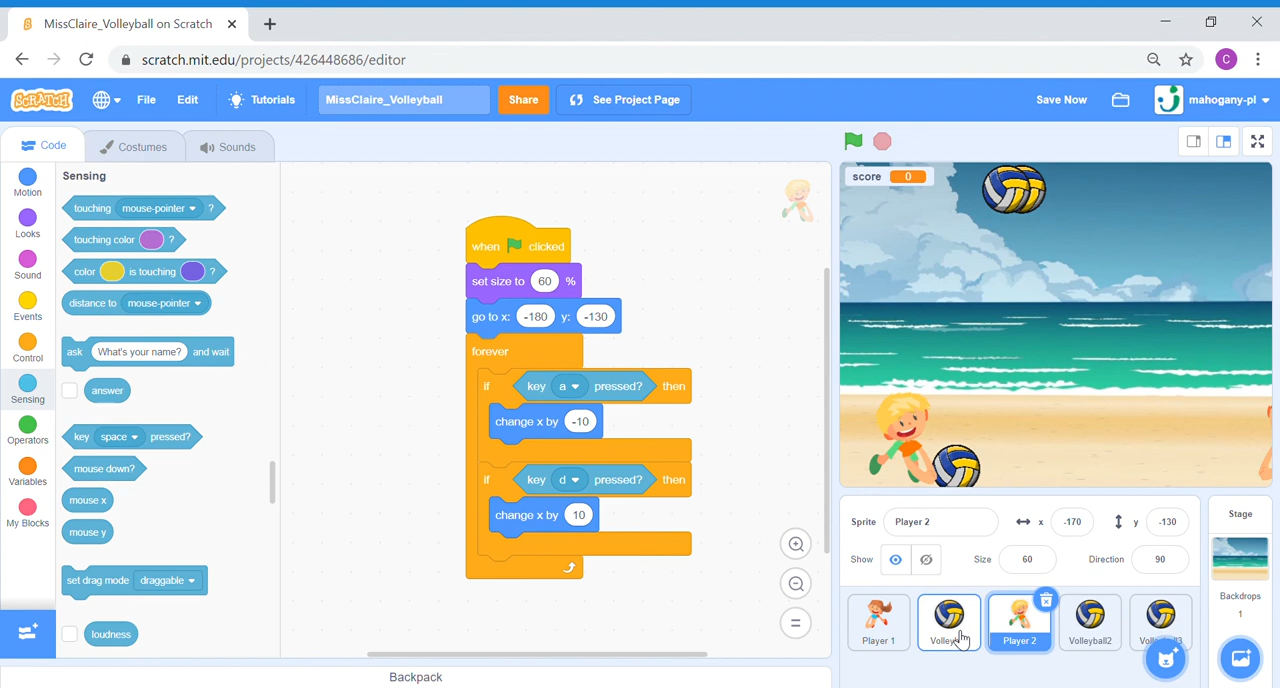 MissClaire_Volleyball on Scratch
scratch.mit.edu/projects/426448686/editor
C
SCRATCH File Edit Tutorials MissClaire_Volleyball Share See Project Page Save Now mahogany-pl
Code Costumes Sounds
Motion
Looks
Sound
Events
Control
Sensing
Operators
Variables
My Blocks
Sensing
touching mouse-pointer ?
touching color ?
color is touching ?
distance to mouse-pointer
ask What's your name? and wait
answer
key space pressed?
mouse down?
mouse x
mouse y
set drag mode draggable
loudness
when clicked
set size to 60 %
go to x: -180 y: -130
forever
if key a pressed? then
change x by -10
if key d pressed? then
change x by 10
score 0
Sprite Player 2 x -170 y -130
Show Size 60 Direction 90
Player 1
Player 2
Volleyball2
Stage
Backdrops
1
Backpack